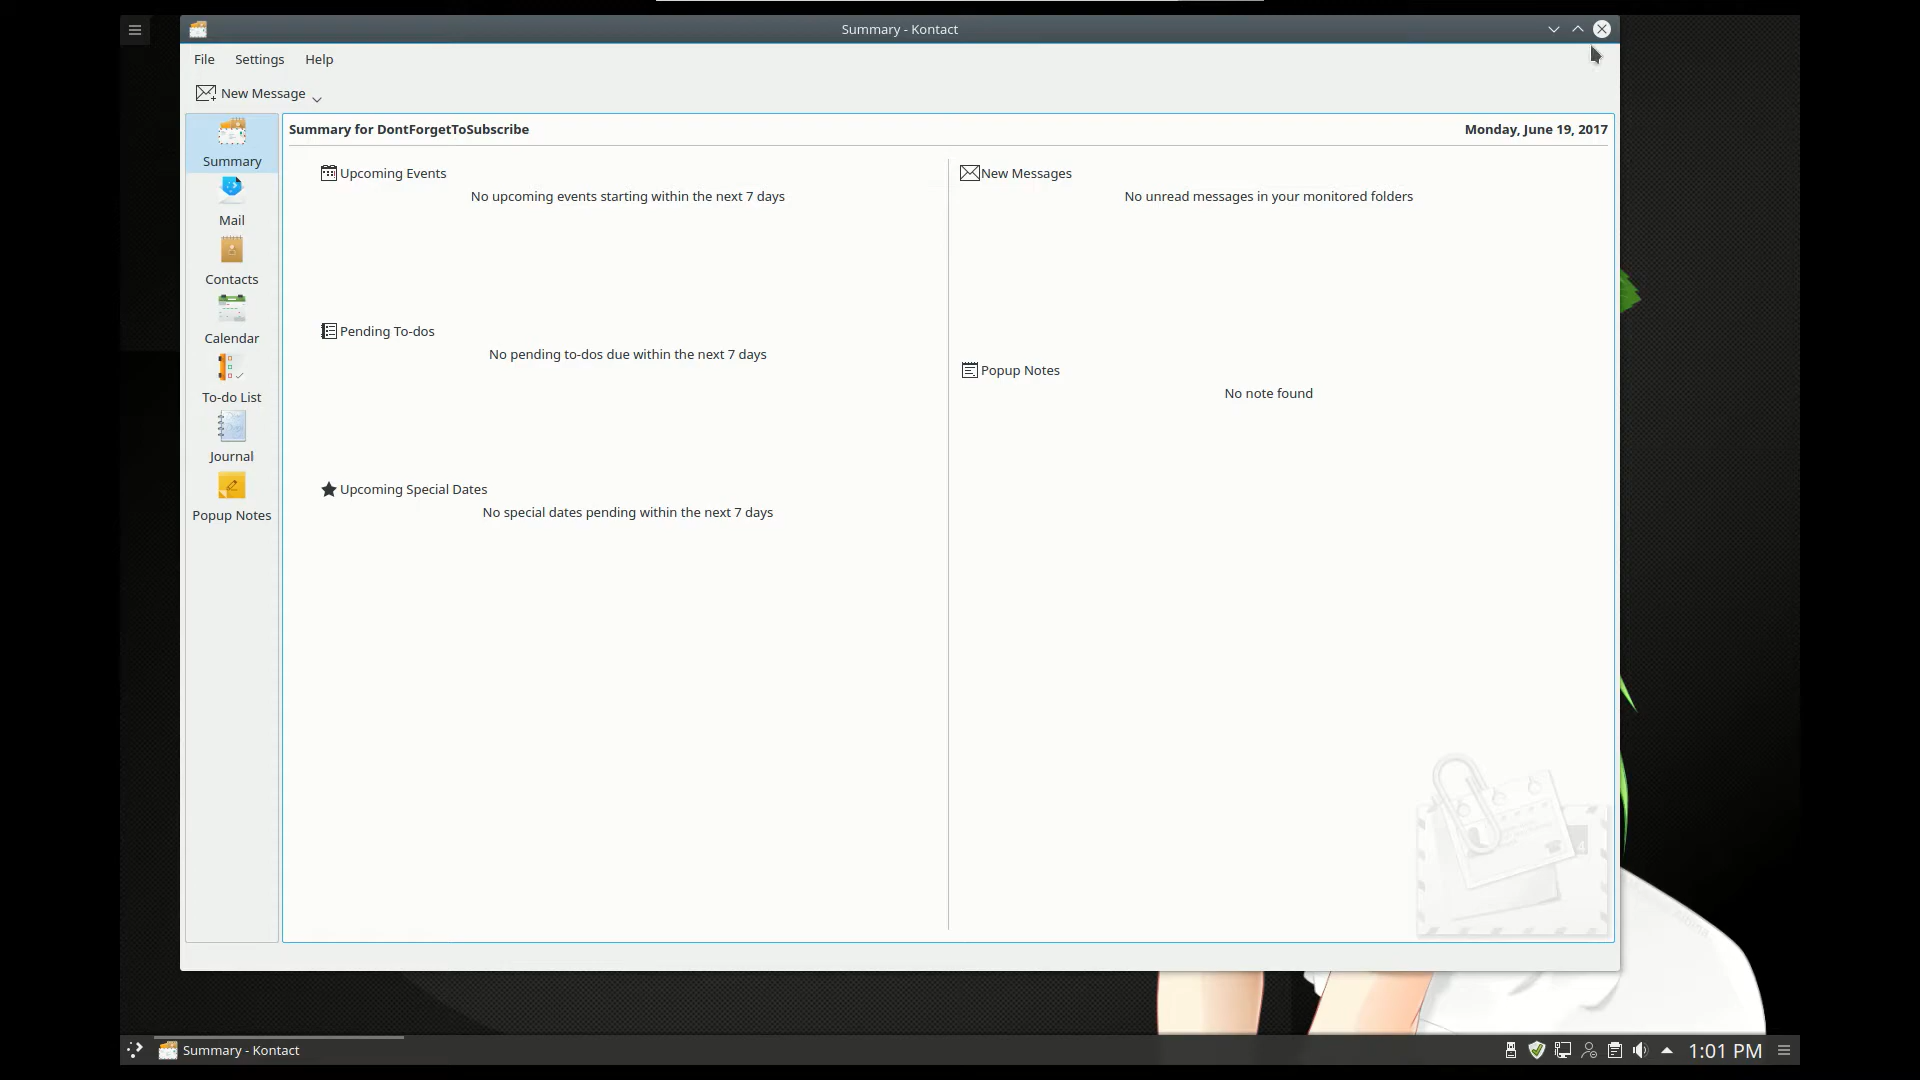 Summary - Kontact
File Settings Help
New Message
Summary for DontForgetToSubscribe
Monday, June 19, 2017
Summary
Mail
Contacts
Calendar
To-do List
Journal
Popup Notes
Upcoming Events
No upcoming events starting within the next 7 days
Pending To-dos
No pending to-dos due within the next 7 days
Upcoming Special Dates
No special dates pending within the next 7 days
New Messages
No unread messages in your monitored folders
Popup Notes
No note found
Summary - Kontact
1:01 PM